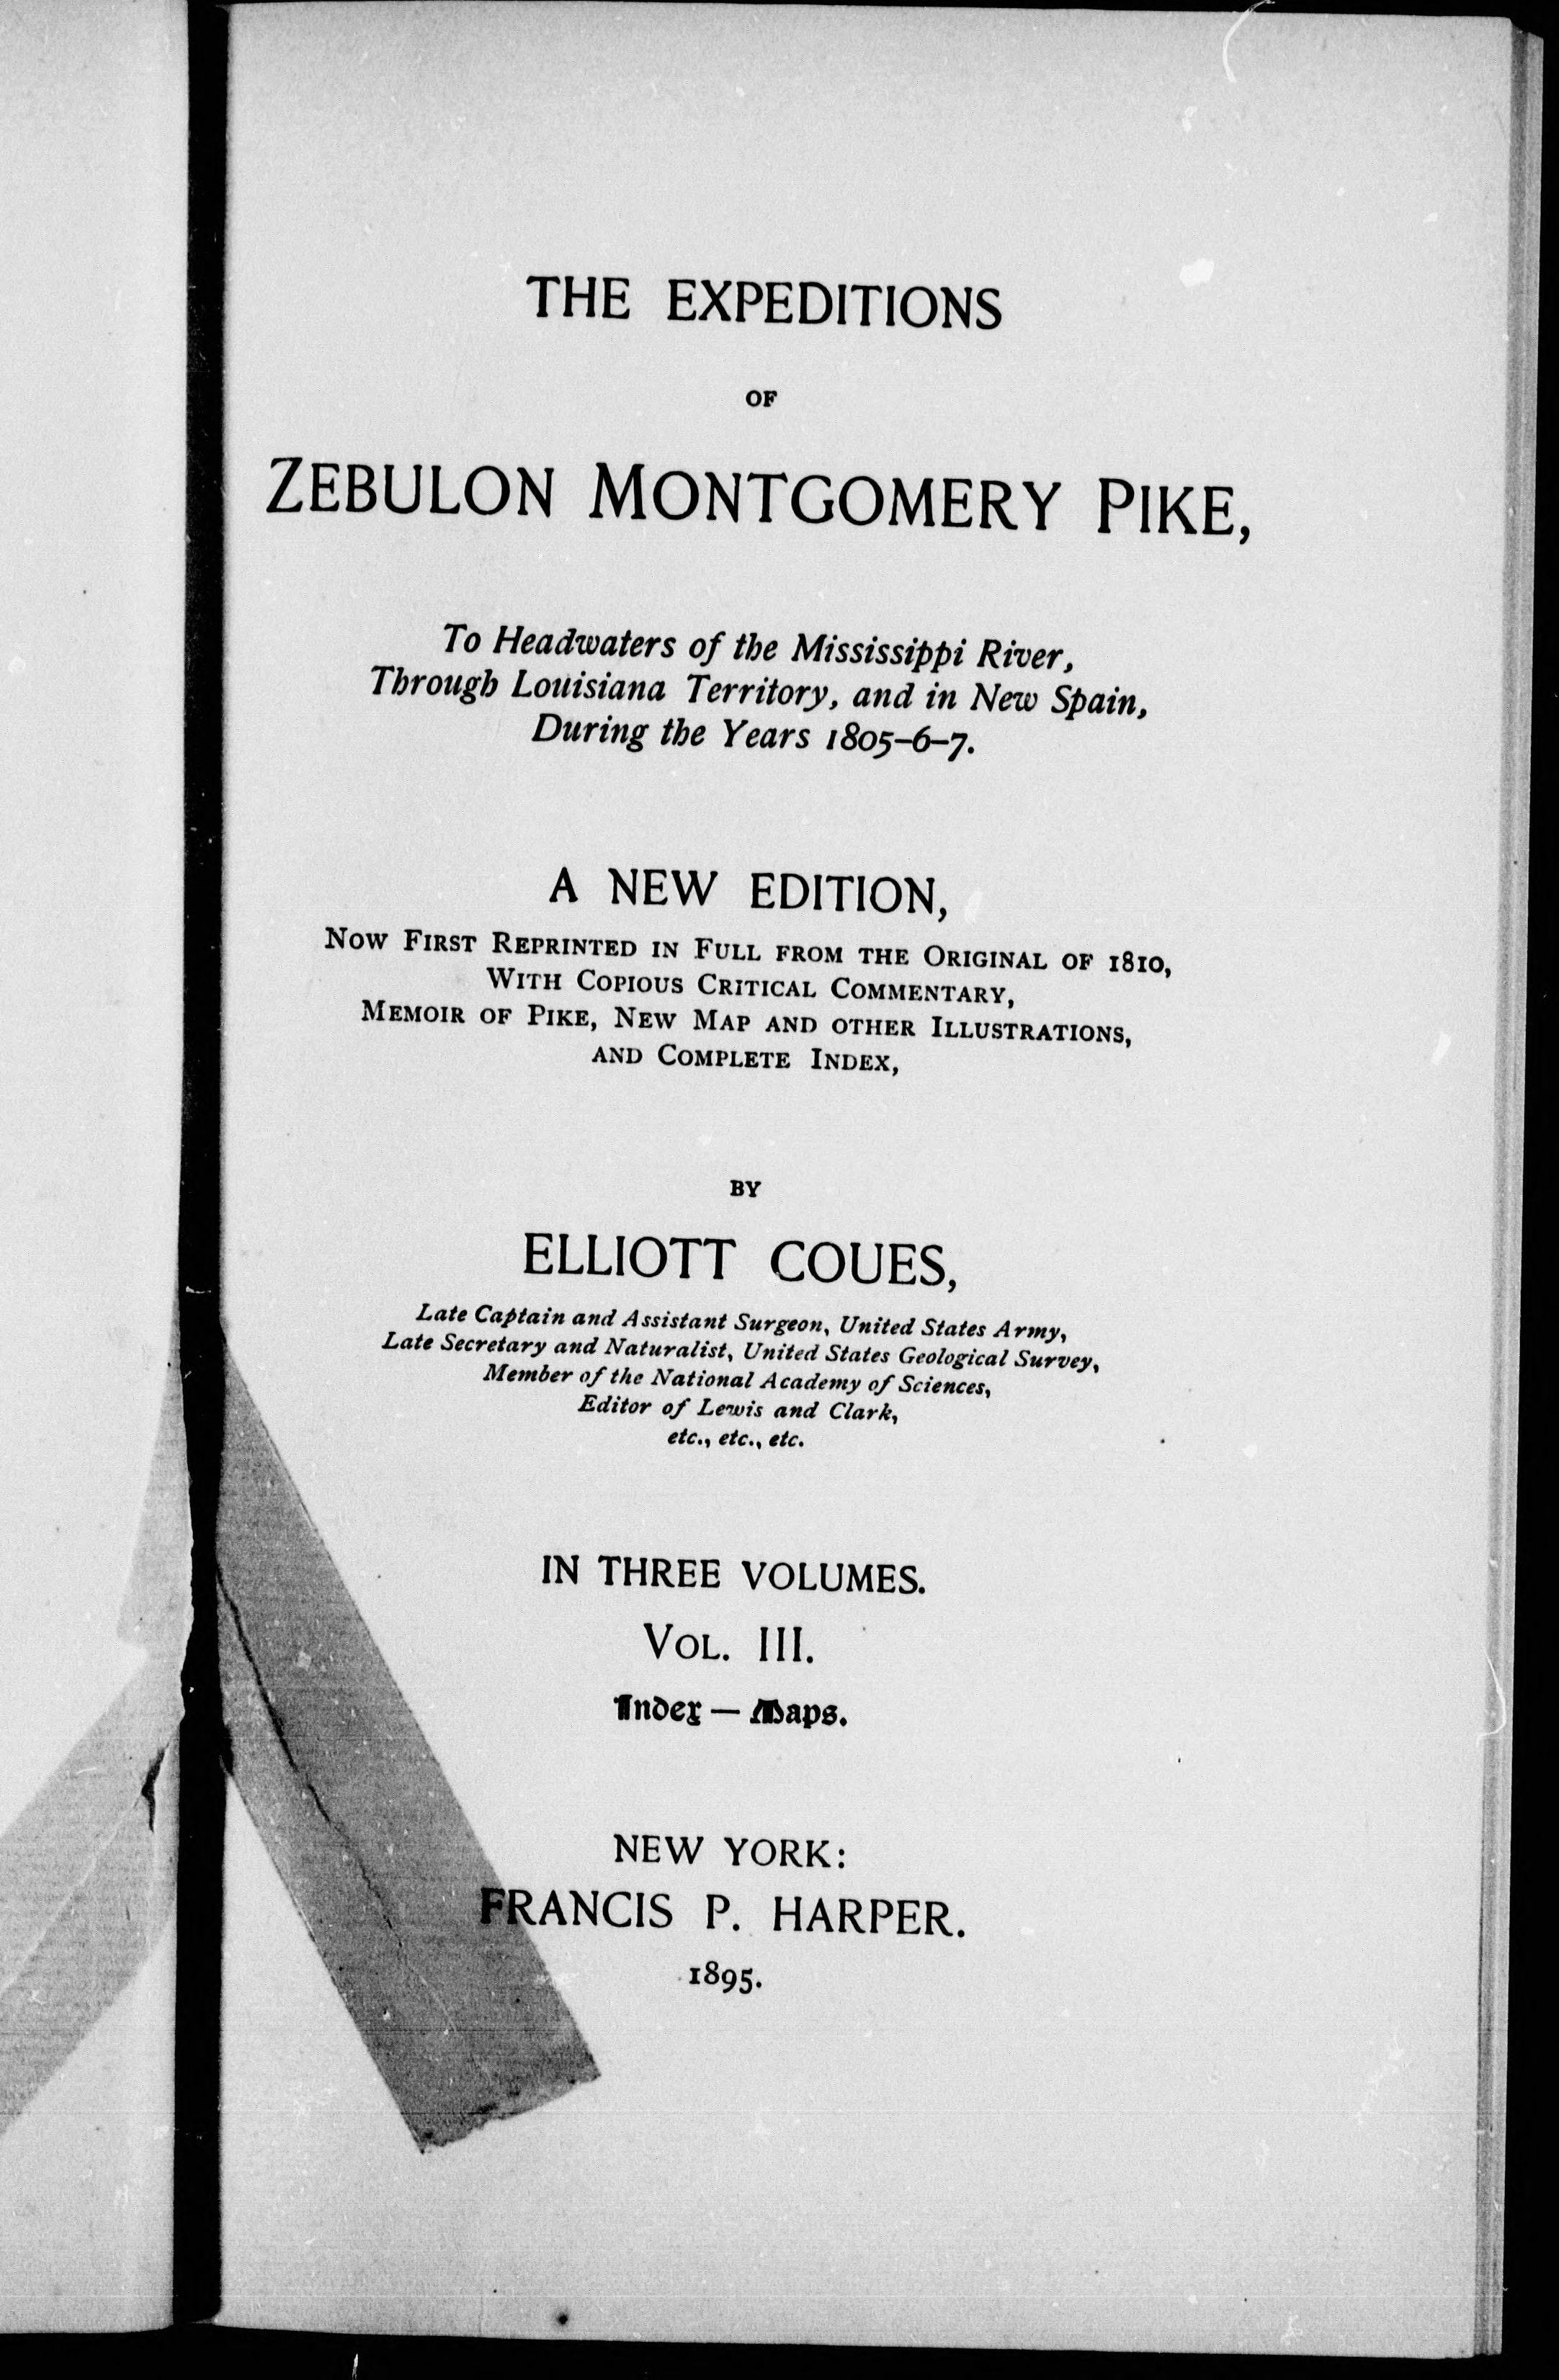 THE EXPEDITIONS
OF
ZEBULON MONTGOMERY PIKE,
To Headwaters of the Mississippi River,
Through Louisiana Territory, and in New Spain,
During the Years 1805–6–7.
A NEW EDITION,
NOW FIRST REPRINTED IN FULL FROM THE ORIGINAL OF 1810,
WITH COPIOUS CRITICAL COMMENTARY,
MEMOIR OF PIKE, NEW MAP AND OTHER ILLUSTRATIONS,
AND COMPLETE INDEX,
BY
ELLIOTT COUES,
Late Captain and Assistant Surgeon, United States Army,
Late Secretary and Naturalist, United States Geological Survey,
Member of the National Academy of Sciences,
Editor of Lewis and Clark,
etc., etc., etc.
IN THREE VOLUMES.
VOL. III.
Index — Maps.
NEW YORK:
FRANCIS P. HARPER.
1895.